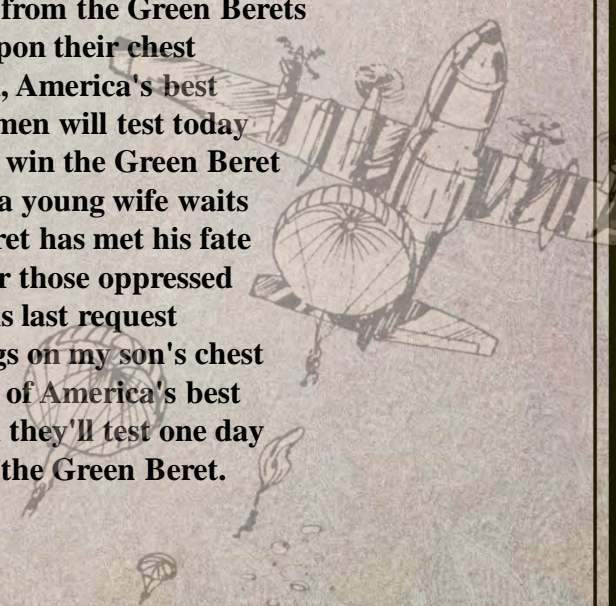 from the Green Berets
pon their chest
, America's best
men will test today
win the Green Beret
a young wife waits
ret has met his fate
r those oppressed
s last request
gs on my son's chest
of America's best
they'll test one day
the Green Beret.